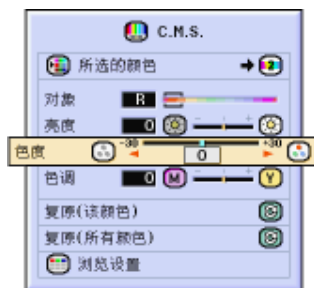 C.M.S.
所选的颜色 2
对象 R
亮度 0
色度 -30 0 +30
色调 0 M Y
复原(该颜色)
复原(所有颜色)
浏览设置